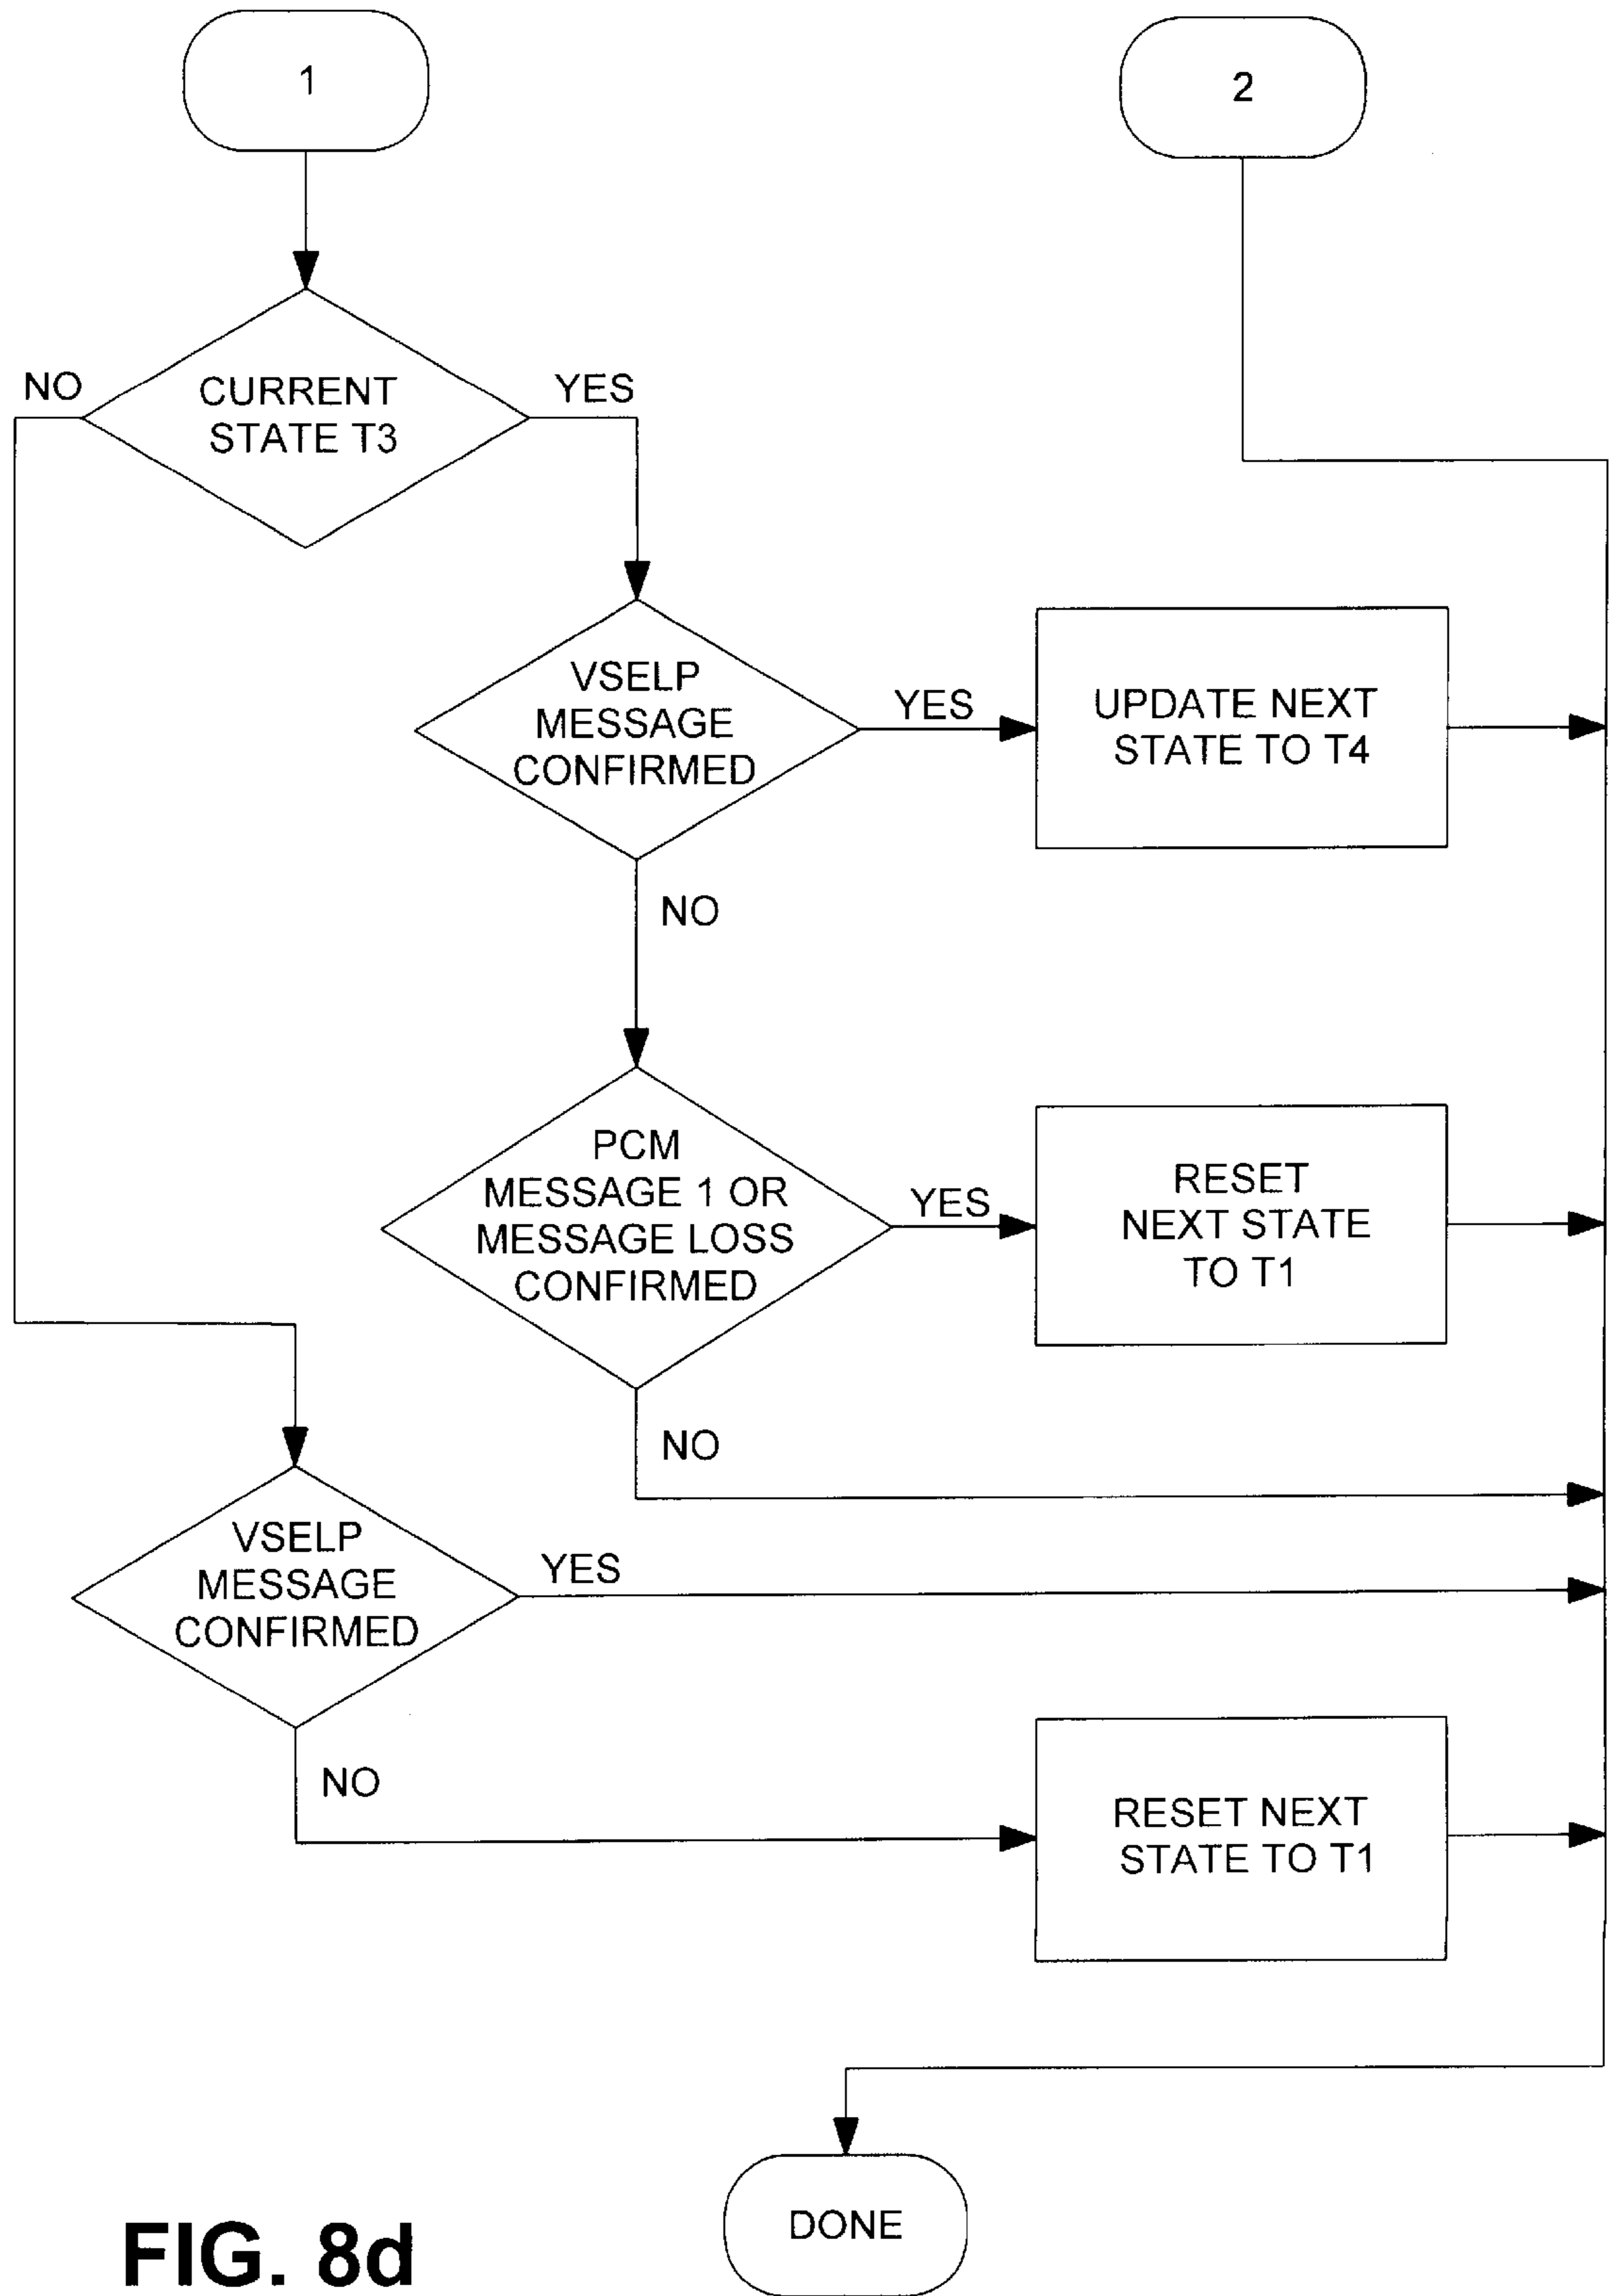 1
2
NO
CURRENT
STATE T3
YES
VSELP
MESSAGE
CONFIRMED
YES
UPDATE NEXT
STATE TO T4
NO
PCM
MESSAGE 1 OR
MESSAGE LOSS
CONFIRMED
YES
RESET
NEXT STATE
TO T1
NO
VSELP
MESSAGE
CONFIRMED
YES
NO
RESET NEXT
STATE TO T1
DONE
FIG. 8d